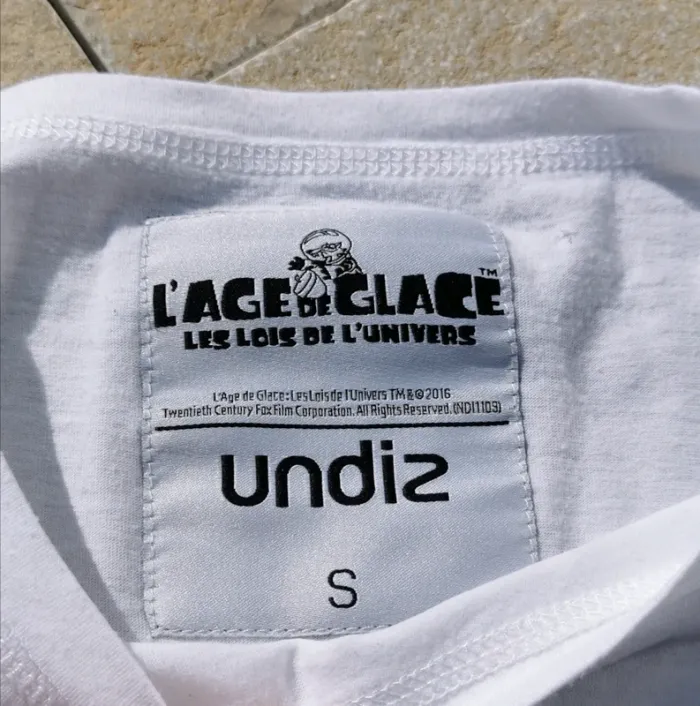 L'AGE DE GLACE™
LES LOIS DE L'UNIVERS
L'Age de Glace: Les Lois de l'Univers TM & © 2016
Twentieth Century Fox Film Corporation. All Rights Reserved. (NDI1109)
undiz
S